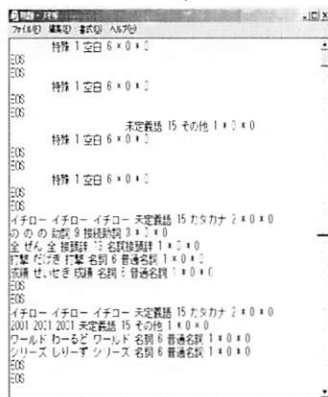 ファイル(F) 編集(E) 書式(O) ヘルプ(H)
特殊 1 空白 6 * 0 * 0
EOS
EOS
特殊 1 空白 6 * 0 * 0
EOS
EOS
未定義語 15 その他 1 * 0 * 0
特殊 1 空白 6 * 0 * 0
EOS
EOS
特殊 1 空白 6 * 0 * 0
EOS
EOS
イチロー イチロー イチロー 未定義語 15 カタカナ 2 * 0 * 0
の の の 助詞 9 接続助詞 3 * 0 * 0
全 ぜん 全 接頭辞 13 名詞接頭辞 1 * 0 * 0
打撃 だげき 打撃 名詞 6 普通名詞 1 * 0 * 0
成績 せいせき 成績 名詞 6 普通名詞 1 * 0 * 0
EOS
EOS
イチロー イチロー イチロー 未定義語 15 カタカナ 2 * 0 * 0
2001 2001 2001 未定義語 15 その他 1 * 0 * 0
ワールド わーるど ワールド 名詞 6 普通名詞 1 * 0 * 0
シリーズ しりーず シリーズ 名詞 6 普通名詞 1 * 0 * 0
EOS
EOS